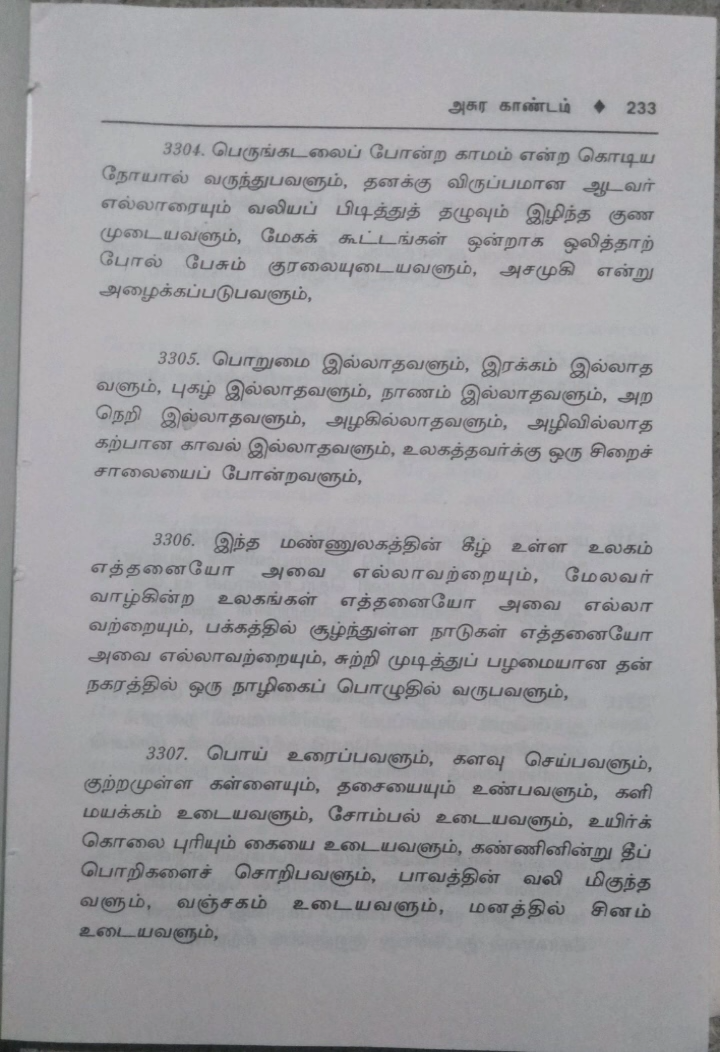 அசுர காண்டம் ♦ 233
3304. பெருங்கடலைப் போன்ற காமம் என்ற கொடிய
நோயால் வருந்துபவளும், தனக்கு விருப்பமான ஆடவர்
எல்லாரையும் வலியப் பிடித்துத் தழுவும் இழிந்த குண
முடையவளும், மேகக் கூட்டங்கள் ஒன்றாக ஒலித்தாற்
போல் பேசும் குரலையுடையவளும், அசமுகி என்று
அழைக்கப்படுபவளும்,
3305. பொறுமை இல்லாதவளும், இரக்கம் இல்லாத
வளும், புகழ் இல்லாதவளும், நாணம் இல்லாதவளும், அற
நெறி இல்லாதவளும், அழகில்லாதவளும், அழிவில்லாத
கற்பான காவல் இல்லாதவளும், உலகத்தவர்க்கு ஒரு சிறைச்
சாலையைப் போன்றவளும்,
3306. இந்த மண்ணுலகத்தின் கீழ் உள்ள உலகம்
எத்தனையோ அவை எல்லாவற்றையும், மேலவர்
வாழ்கின்ற உலகங்கள் எத்தனையோ அவை எல்லா
வற்றையும், பக்கத்தில் சூழ்ந்துள்ள நாடுகள் எத்தனையோ
அவை எல்லாவற்றையும், சுற்றி முடித்துப் பழமையான தன்
நகரத்தில் ஒரு நாழிகைப் பொழுதில் வருபவளும்,
3307. பொய் உரைப்பவளும், களவு செய்பவளும்,
குற்றமுள்ள கள்ளையும், தசையையும் உண்பவளும், களி
மயக்கம் உடையவளும், சோம்பல் உடையவளும், உயிர்க்
கொலை புரியும் கையை உடையவளும், கண்ணினின்று தீப்
பொறிகளைச் சொறிபவளும், பாவத்தின் வலி மிகுந்த
வளும், வஞ்சகம் உடையவளும், மனத்தில் சினம்
உடையவளும்,